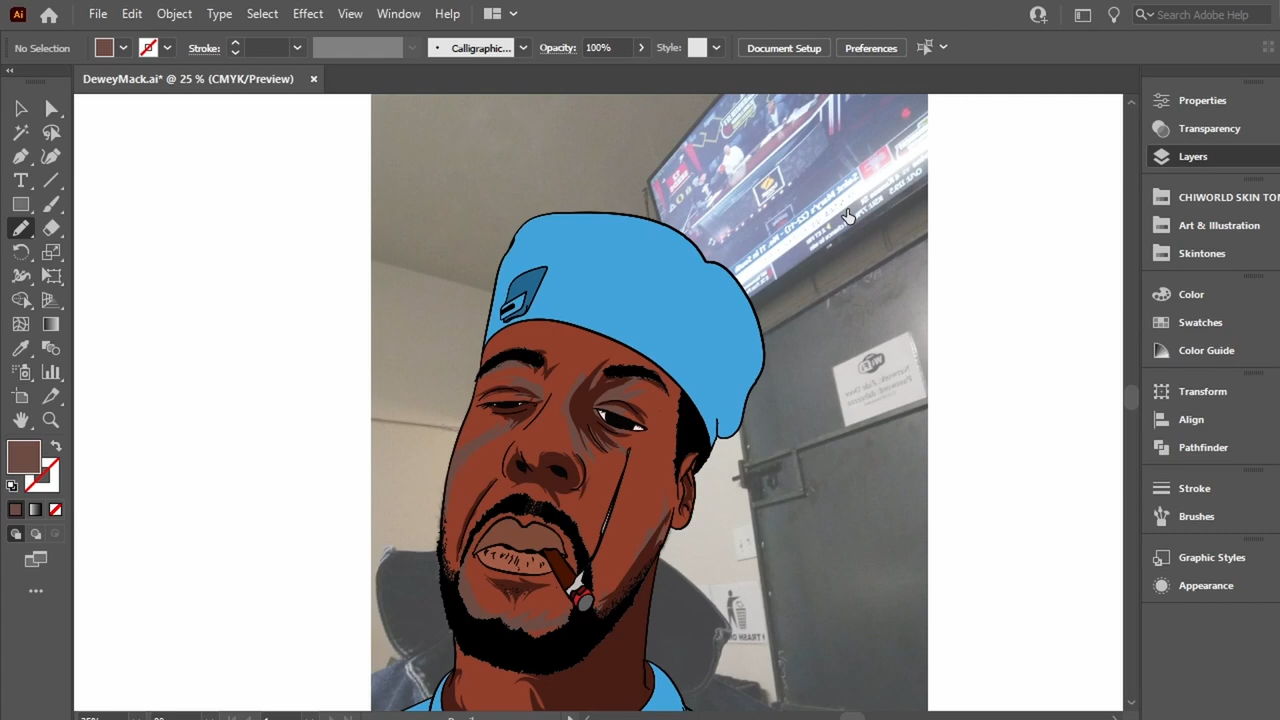 Ai File Edit Object Type Select Effect View Window Help Search Adobe Help
No Selection Stroke: Calligraphic... Opacity: 100% Style: Document Setup Preferences
DeweyMack.ai* @ 25 % (CMYK/Preview) ×
Properties
Transparency
Layers
CHIWORLD SKIN TON
Art & Illustration
Skintones
Color
Swatches
Color Guide
Transform
Align
Pathfinder
Stroke
Brushes
Graphic Styles
Appearance